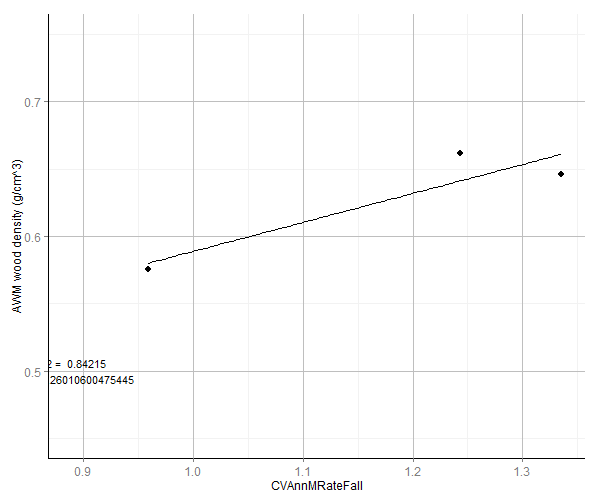 AWM wood density (g/cm^3)
0.7
0.6
0.5
2 = 0.84215
26010600475445
0.9 1.0 1.1 1.2 1.3
CVAnnMRateFall